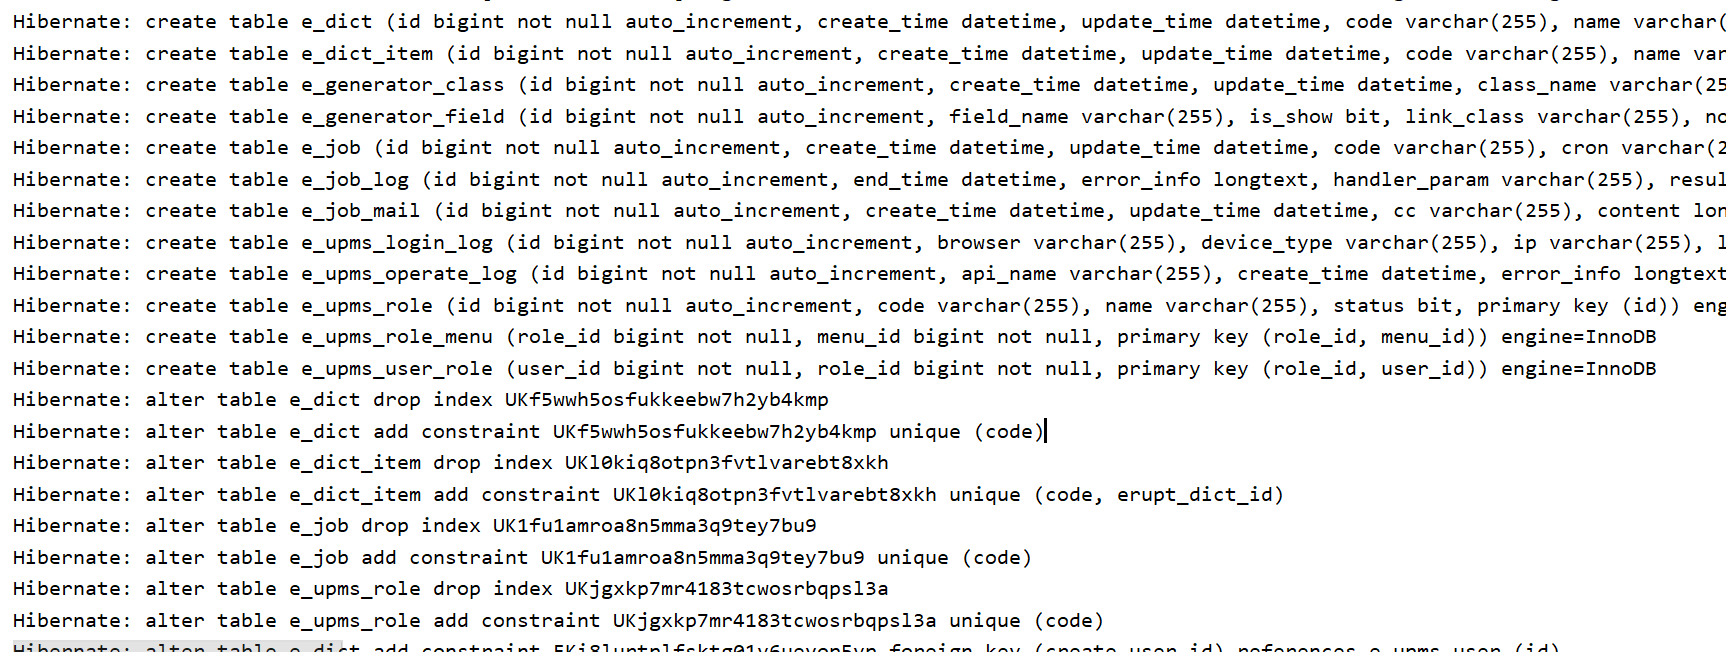 Hibernate: create table e_dict (id bigint not null auto_increment, create_time datetime, update_time datetime, code varchar(255), name varchar(
Hibernate: create table e_dict_item (id bigint not null auto_increment, create_time datetime, update_time datetime, code varchar(255), name var
Hibernate: create table e_generator_class (id bigint not null auto_increment, create_time datetime, update_time datetime, class_name varchar(25
Hibernate: create table e_generator_field (id bigint not null auto_increment, field_name varchar(255), is_show bit, link_class varchar(255), no
Hibernate: create table e_job (id bigint not null auto_increment, create_time datetime, update_time datetime, code varchar(255), cron varchar(2
Hibernate: create table e_job_log (id bigint not null auto_increment, end_time datetime, error_info longtext, handler_param varchar(255), resul
Hibernate: create table e_job_mail (id bigint not null auto_increment, create_time datetime, update_time datetime, cc varchar(255), content lon
Hibernate: create table e_upms_login_log (id bigint not null auto_increment, browser varchar(255), device_type varchar(255), ip varchar(255), l
Hibernate: create table e_upms_operate_log (id bigint not null auto_increment, api_name varchar(255), create_time datetime, error_info longtext
Hibernate: create table e_upms_role (id bigint not null auto_increment, code varchar(255), name varchar(255), status bit, primary key (id)) eng
Hibernate: create table e_upms_role_menu (role_id bigint not null, menu_id bigint not null, primary key (role_id, menu_id)) engine=InnoDB
Hibernate: create table e_upms_user_role (user_id bigint not null, role_id bigint not null, primary key (role_id, user_id)) engine=InnoDB
Hibernate: alter table e_dict drop index UKf5wwh5osfukkeebw7h2yb4kmp
Hibernate: alter table e_dict add constraint UKf5wwh5osfukkeebw7h2yb4kmp unique (code)
Hibernate: alter table e_dict_item drop index UKl0kiq8otpn3fvtlvarebt8xkh
Hibernate: alter table e_dict_item add constraint UKl0kiq8otpn3fvtlvarebt8xkh unique (code, erupt_dict_id)
Hibernate: alter table e_job drop index UK1fu1amroa8n5mma3q9tey7bu9
Hibernate: alter table e_job add constraint UK1fu1amroa8n5mma3q9tey7bu9 unique (code)
Hibernate: alter table e_upms_role drop index UKjgxkp7mr4183tcwosrbqpsl3a
Hibernate: alter table e_upms_role add constraint UKjgxkp7mr4183tcwosrbqpsl3a unique (code)
Hibernate: alter table e_dict add constraint foreign key (create_user_id) references e_upms_user (id)